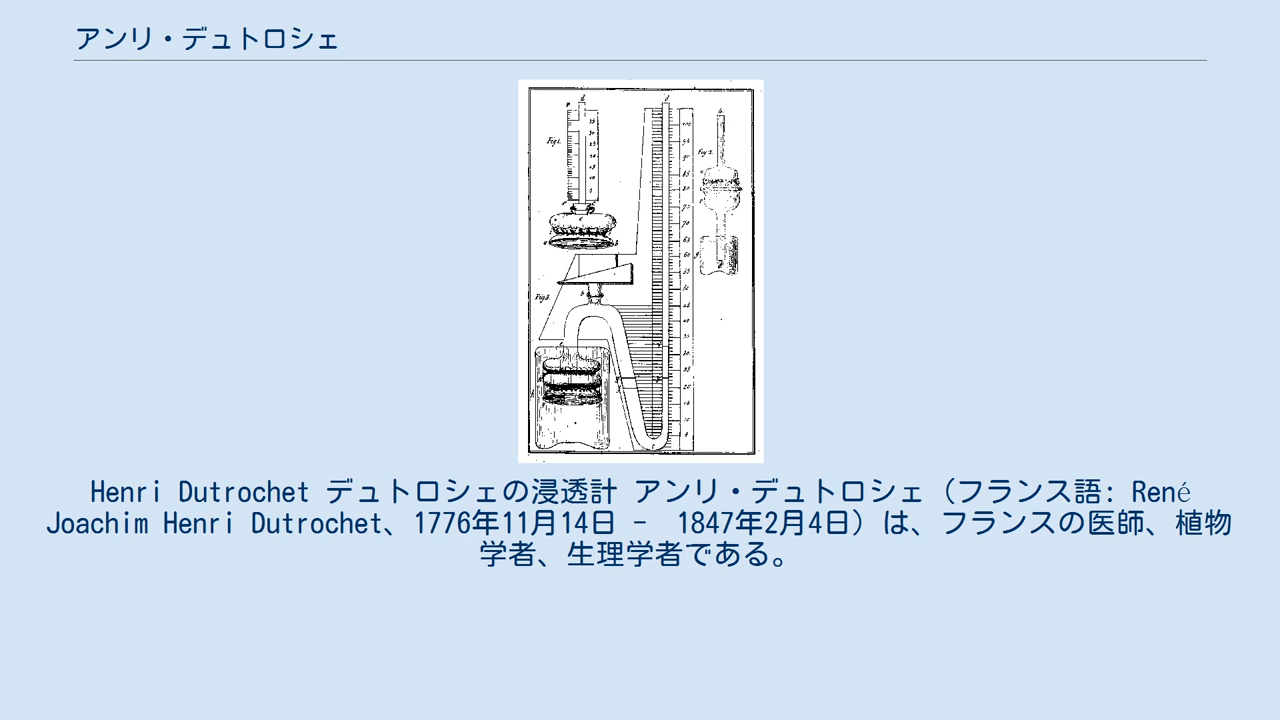 アンリ・デュトロシェ
Fig1.
Fig.2.
Fig3.
Henri Dutrochet デュトロシェの浸透計 アンリ・デュトロシェ（フランス語: René
Joachim Henri Dutrochet、1776年11月14日 - 1847年2月4日）は、フランスの医師、植物
学者、生理学者である。